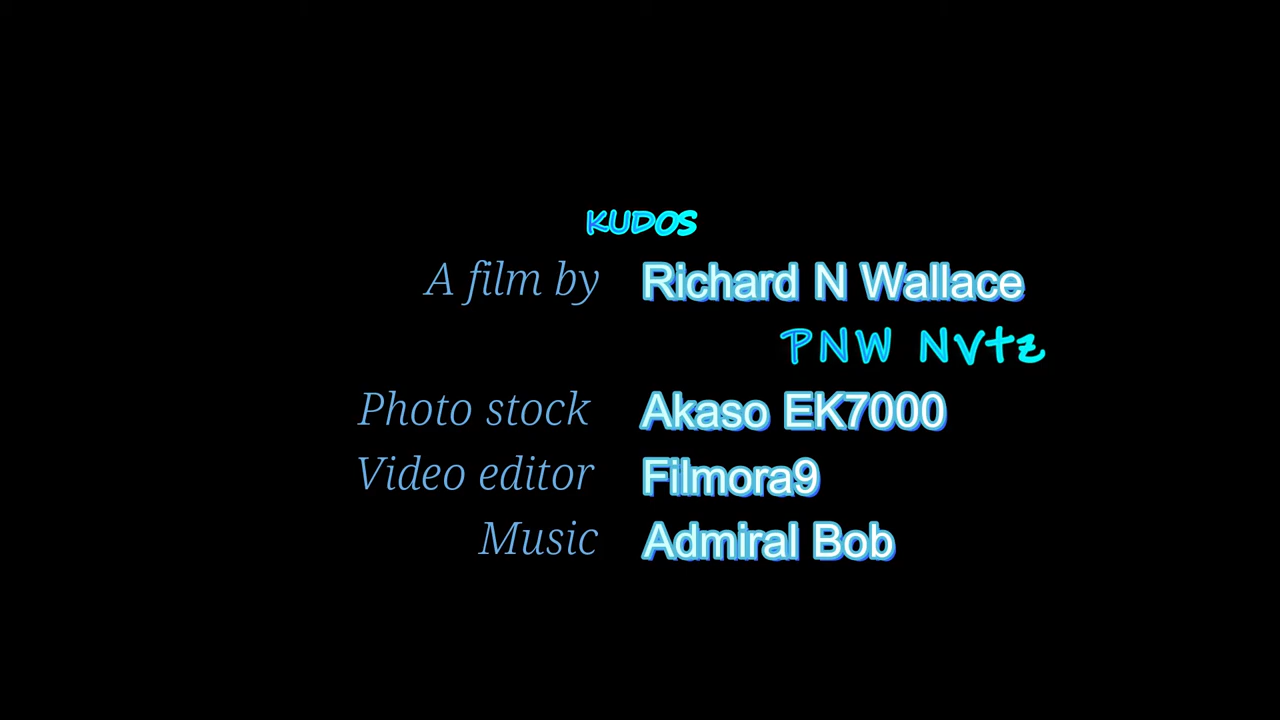 KUDOS
A film by Richard N Wallace
PNW NVtz
Photo stock Akaso EK7000
Video editor Filmora9
Music Admiral Bob